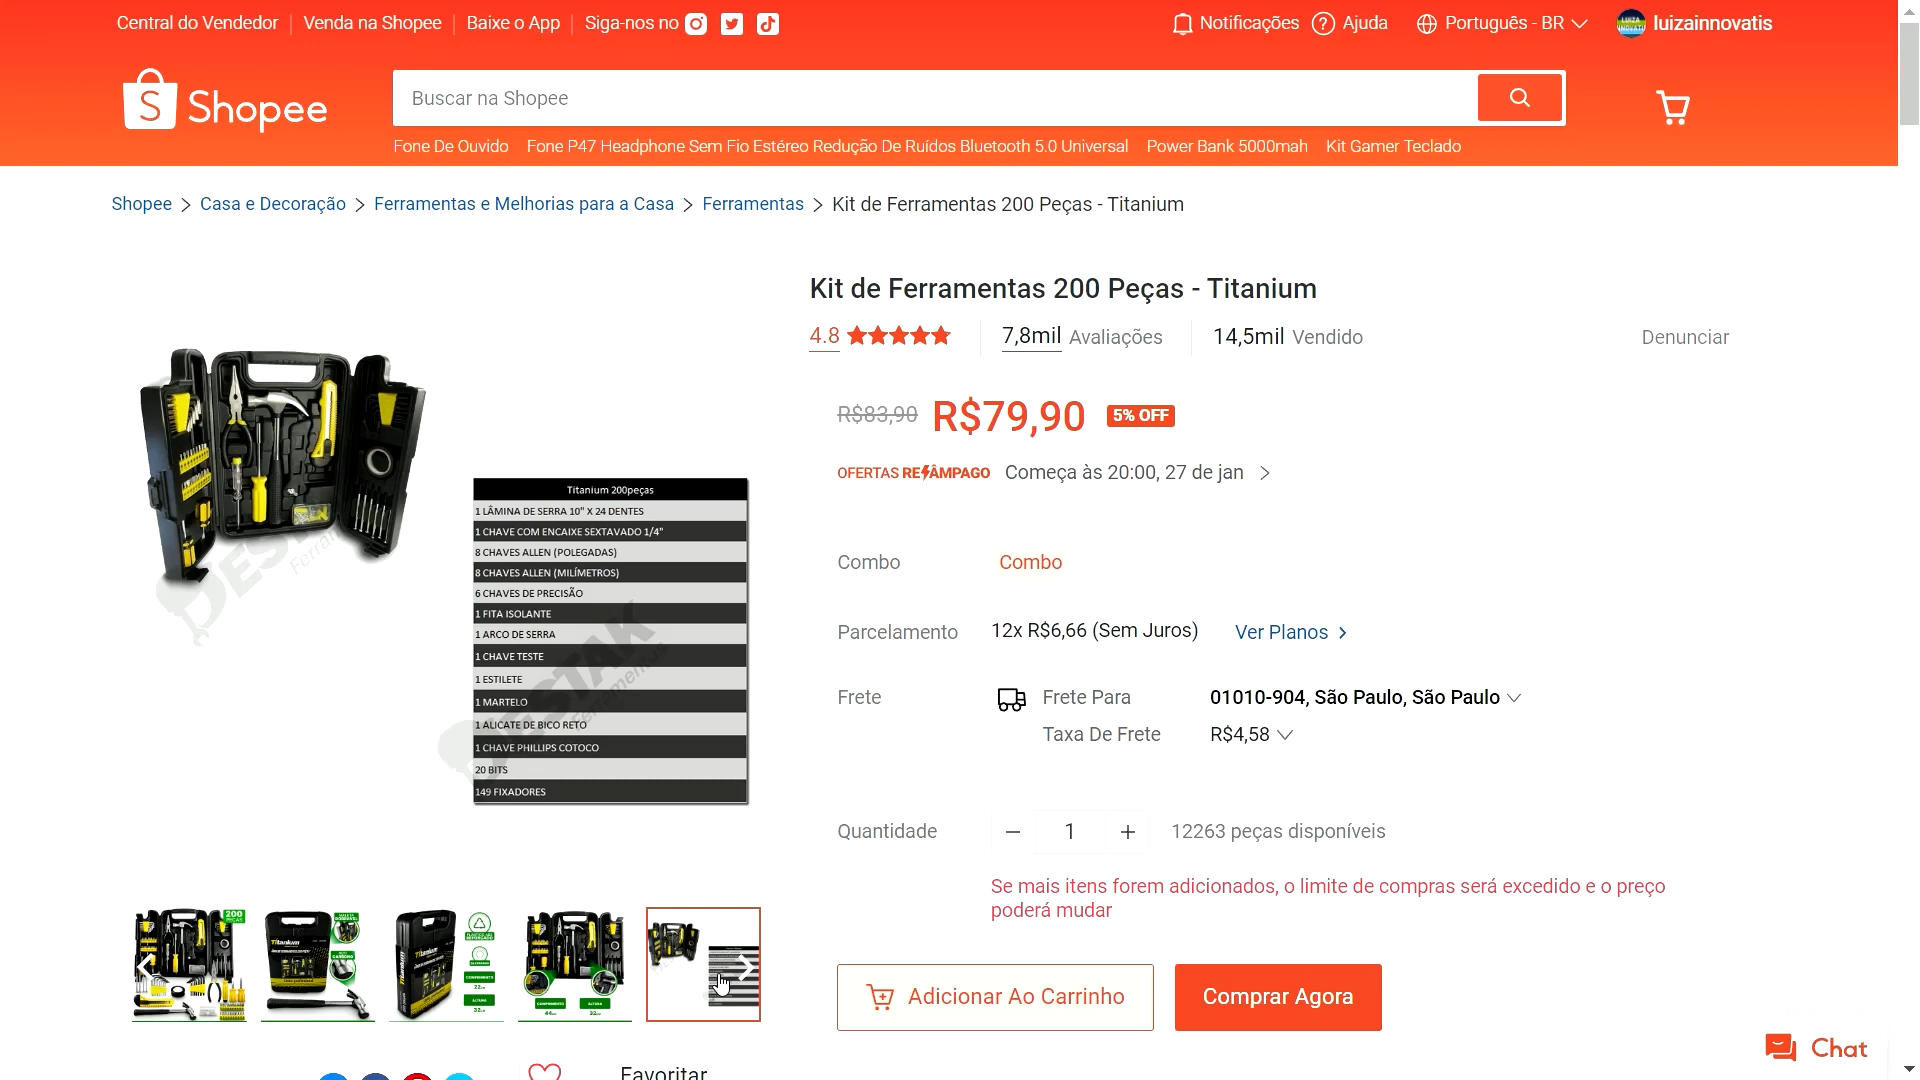 Central do Vendedor
Venda na Shopee
Baixe o App
Siga-nos no
Notificações
Ajuda
Português - BR
luizainnovatis
Shopee
Buscar na Shopee
Fone De Ouvido
Fone P47 Headphone Sem Fio Estéreo Redução De Ruídos Bluetooth 5.0 Universal
Power Bank 5000mah
Kit Gamer Teclado
Shopee > Casa e Decoração > Ferramentas e Melhorias para a Casa > Ferramentas > Kit de Ferramentas 200 Peças - Titanium
Kit de Ferramentas 200 Peças - Titanium
4.8
7,8mil Avaliações
14,5mil Vendido
Denunciar
R$83,90 R$79,90 5% OFF
OFERTAS RELÂMPAGO Começa às 20:00, 27 de jan
Combo Combo
Parcelamento 12x R$6,66 (Sem Juros) Ver Planos
Frete Frete Para 01010-904, São Paulo, São Paulo
Taxa De Frete R$4,58
Quantidade 1 12263 peças disponíveis
Se mais itens forem adicionados, o limite de compras será excedido e o preço
poderá mudar
Adicionar Ao Carrinho
Comprar Agora
Titanium 200peças
1 LÂMINA DE SERRA 10" X 24 DENTES
1 CHAVE COM ENCAIXE SEXTAVADO 1/4"
8 CHAVES ALLEN (POLEGADAS)
8 CHAVES ALLEN (MILÍMETROS)
6 CHAVES DE PRECISÃO
1 FITA ISOLANTE
1 ARCO DE SERRA
1 CHAVE TESTE
1 ESTILETE
1 MARTELO
1 ALICATE DE BICO RETO
1 CHAVE PHILLIPS COTOCO
20 BITS
149 FIXADORES
DESTAK
Ferramentas
200
Titanium
Favoritar
Chat